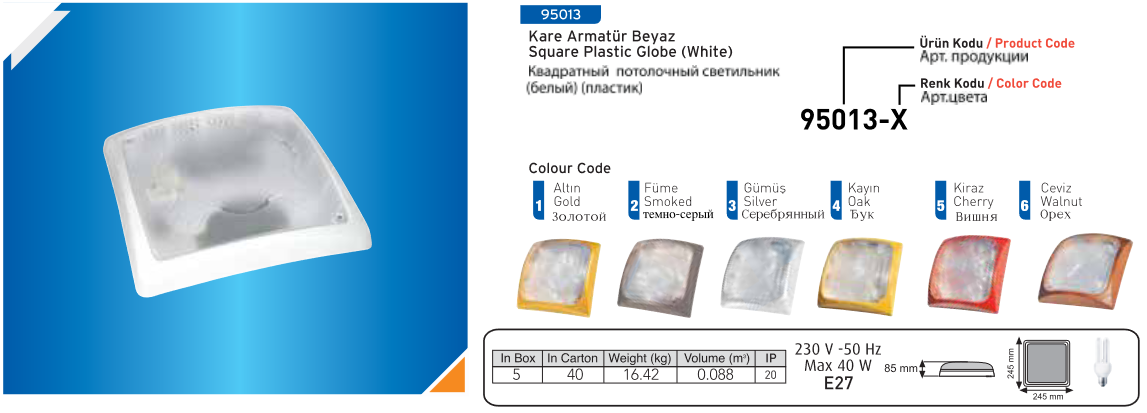 95013
Kare Armatür Beyaz
Square Plastic Globe (White)
Квадратный потолочный светильник
(белый) (пластик)
Ürün Kodu / Product Code
Арт. продукции
Renk Kodu / Color Code
Арт.цвета
95013-X
Colour Code
1
Altın
Gold
Золотой
2
Füme
Smoked
темно-серый
3
Gümüş
Silver
Серебрянный
4
Kayın
Oak
Ђук
5
Kiraz
Cherry
Вишня
6
Ceviz
Walnut
Орех
In Box In Carton Weight (kg) Volume (m³) IP
5 40 16.42 0.088 20
230 V -50 Hz
Max 40 W
E27
85 mm
245 mm
245 mm